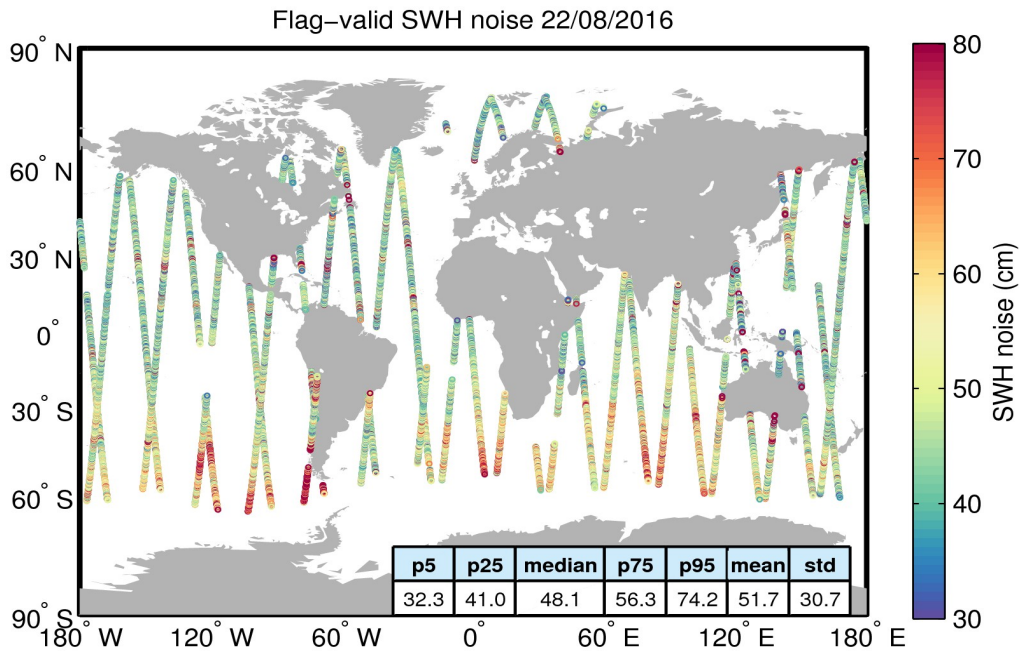 Flag−valid SWH noise 22/08/2016
90° N
60° N
30° N
0°
30° S
60° S
90° S
180° W
120° W
60° W
0°
60° E
120° E
180° E
p5 p25 median p75 p95 mean std
32.3 41.0 48.1 56.3 74.2 51.7 30.7
80
70
60
50
40
30
SWH noise (cm)